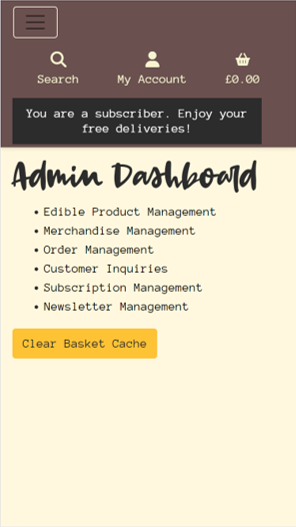 Search My Account £0.00
You are a subscriber. Enjoy your
free deliveries!
Admin Dashboard
Edible Product Management
Merchandise Management
Order Management
Customer Inquiries
Subscription Management
Newsletter Management
Clear Basket Cache